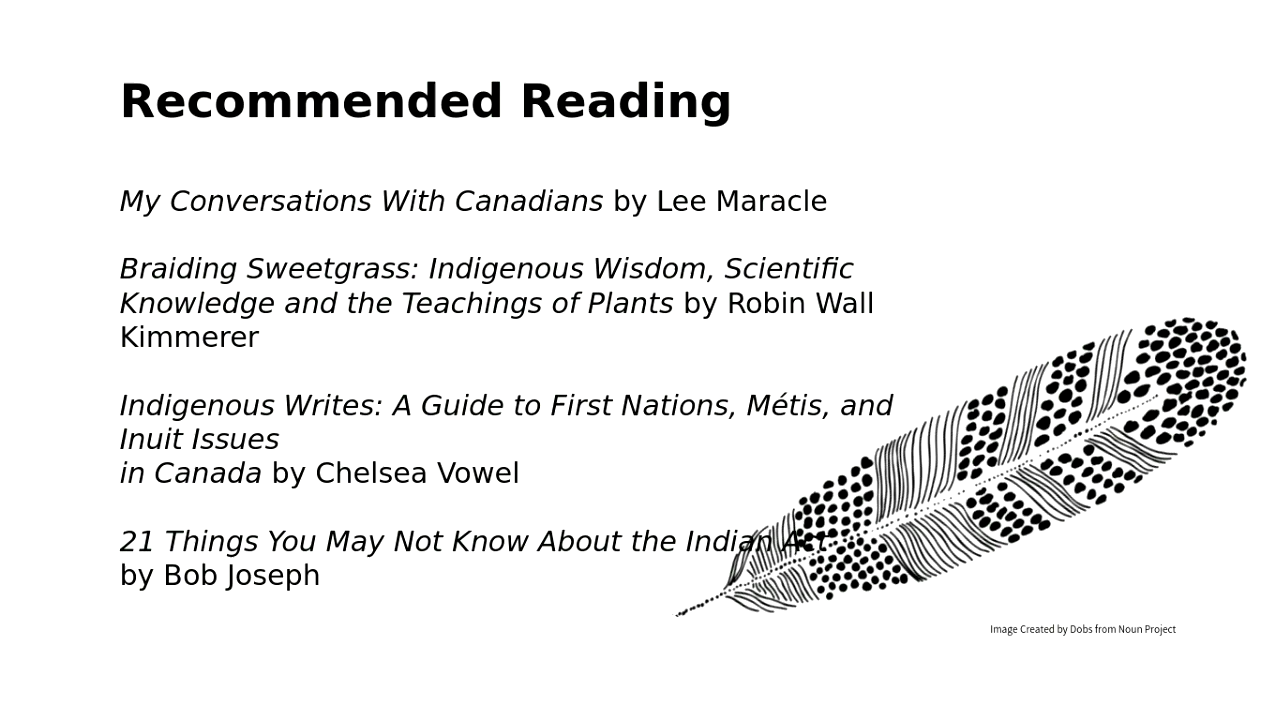 Recommended Reading
My Conversations With Canadians by Lee Maracle
Braiding Sweetgrass: Indigenous Wisdom, Scientific
Knowledge and the Teachings of Plants by Robin Wall
Kimmerer
Indigenous Writes: A Guide to First Nations, Métis, and
Inuit Issues
in Canada by Chelsea Vowel
21 Things You May Not Know About the Indian Act
by Bob Joseph
Image Created by Dobs from Noun Project